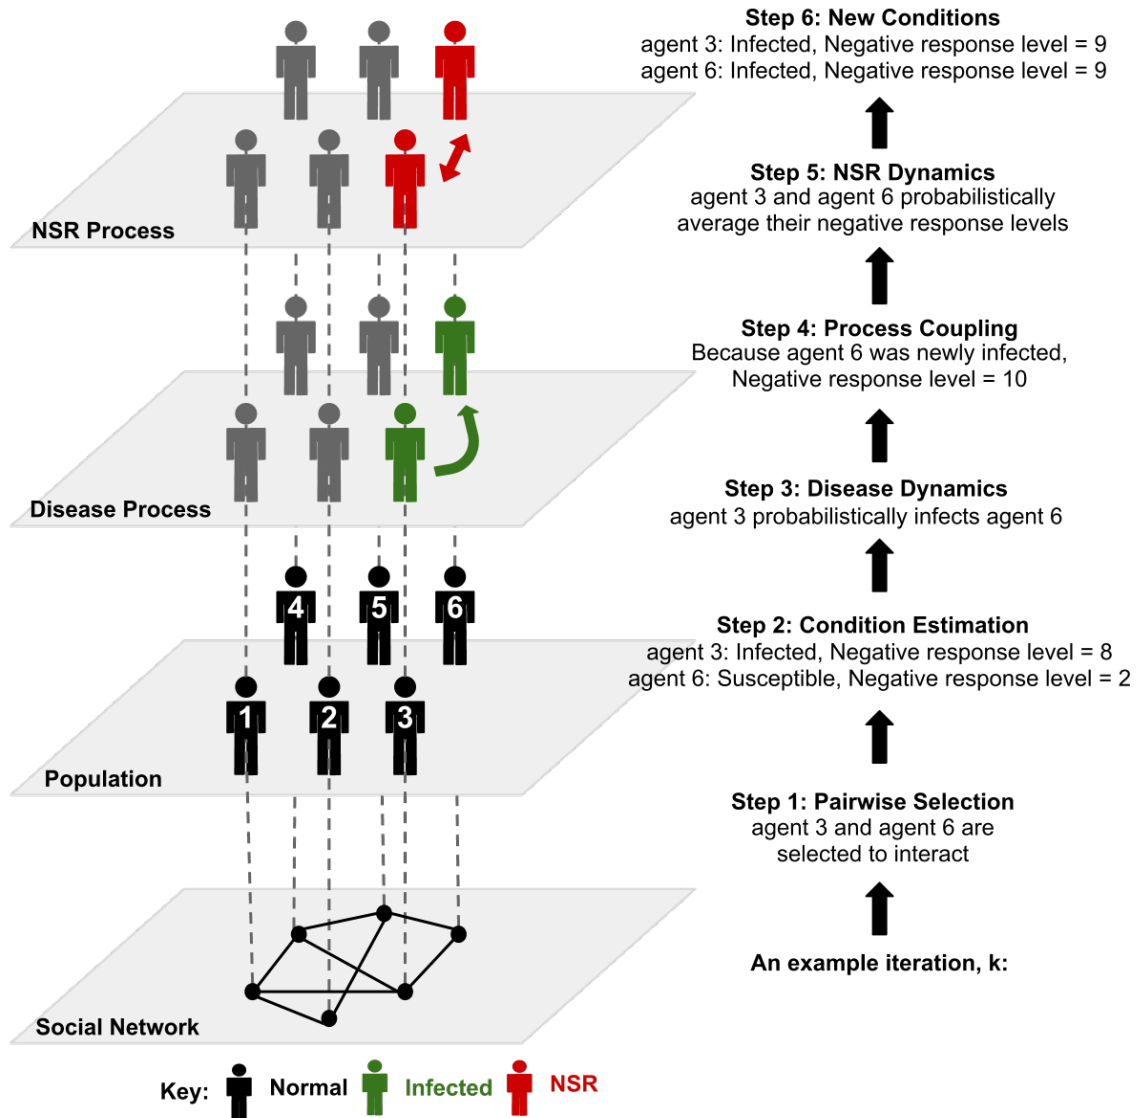 Step 6: New Conditions
agent 3: Infected, Negative response level = 9
agent 6: Infected, Negative response level = 9
Step 5: NSR Dynamics
agent 3 and agent 6 probabilistically
average their negative response levels
NSR Process
Step 4: Process Coupling
Because agent 6 was newly infected,
Negative response level = 10
Step 3: Disease Dynamics
agent 3 probabilistically infects agent 6
Disease Process
4 5 6
Step 2: Condition Estimation
agent 3: Infected, Negative response level = 8
agent 6: Susceptible, Negative response level = 2
1 2 3
Population
Step 1: Pairwise Selection
agent 3 and agent 6 are
selected to interact
An example iteration, k:
Social Network
Key: Normal Infected NSR